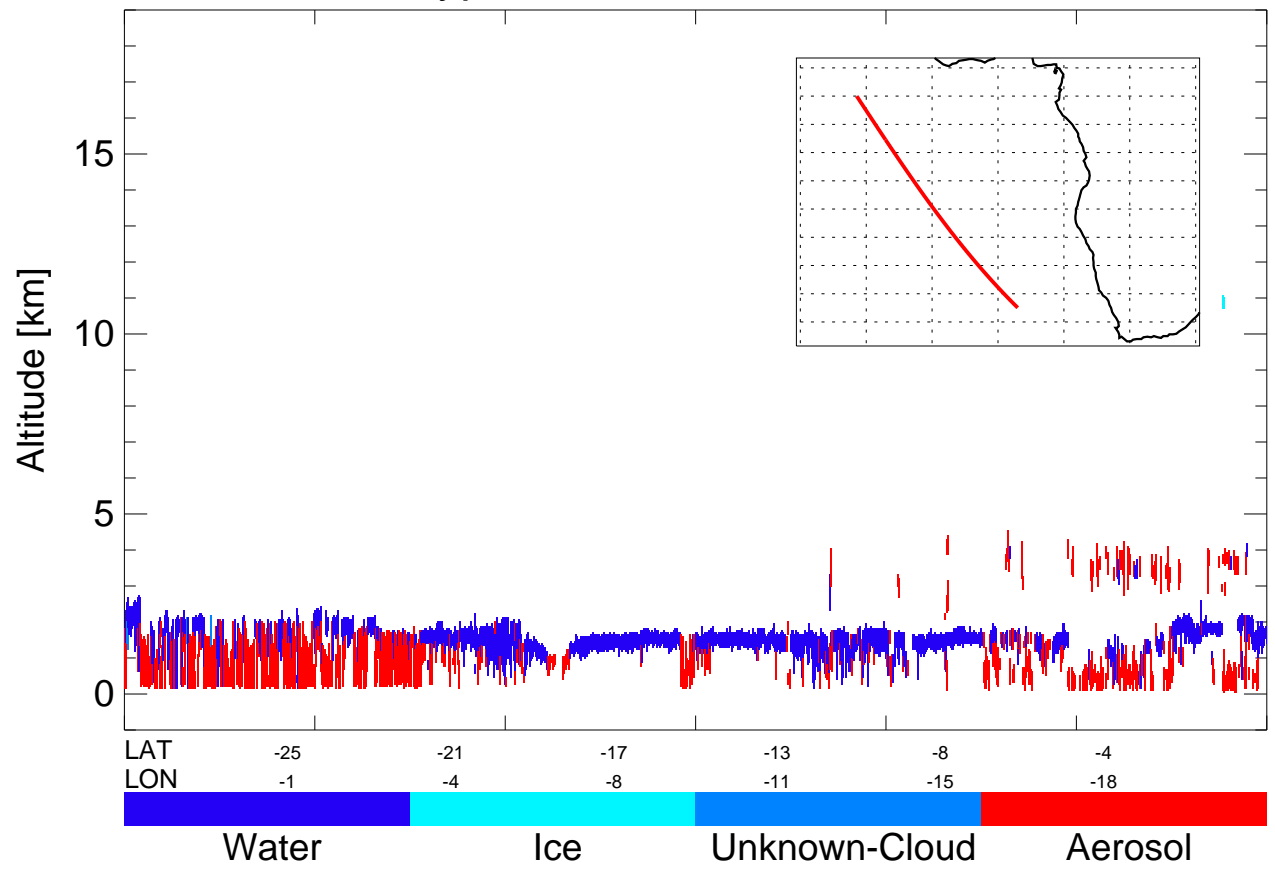 15
10
5
0
Altitude [km]
LAT -25 -21 -17 -13 -8 -4
LON -1 -4 -8 -11 -15 -18
Water Ice Unknown-Cloud Aerosol